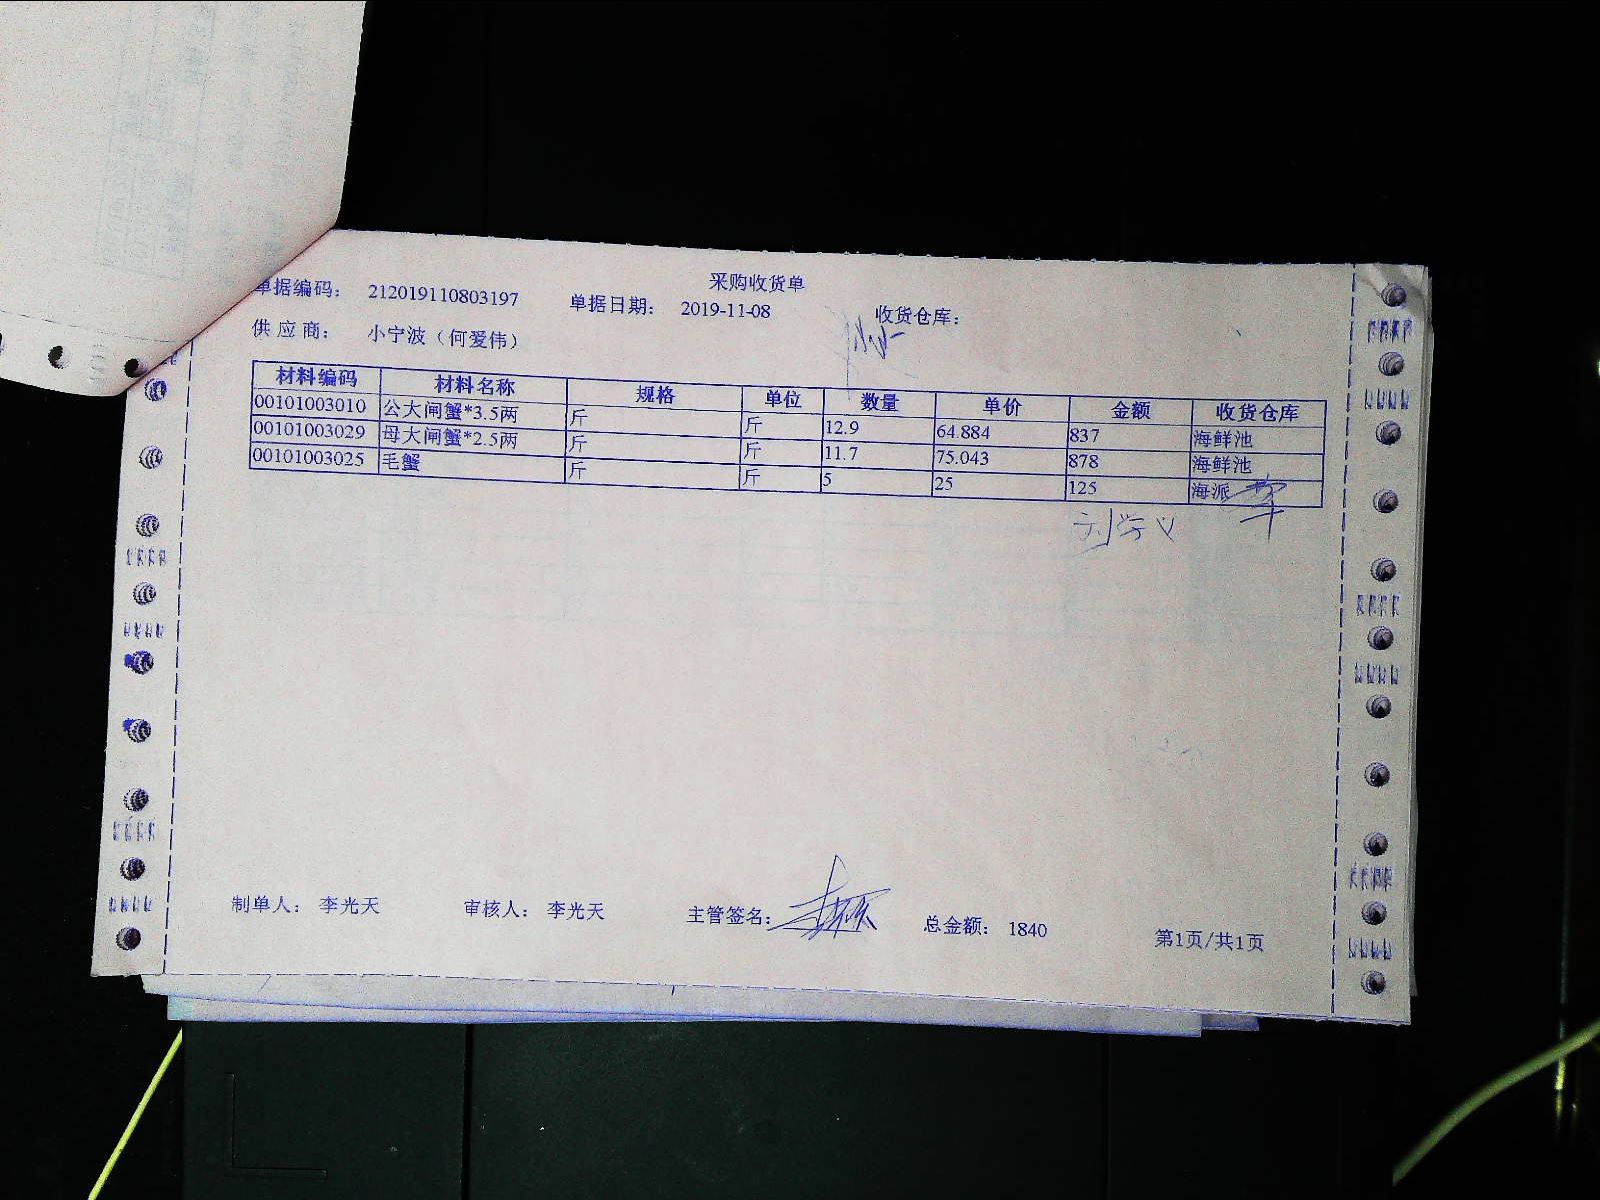 采购收货单
单据编码： 212019110803197 单据日期： 2019-11-08 收货仓库：
供应商： 小宁波（何爱伟）
材料编码 材料名称 规格 单位 数量 单价 金额 收货仓库
00101003010 公大闸蟹*3.5两 斤 斤 12.9 64.884 837 海鲜池
00101003029 母大闸蟹*2.5两 斤 斤 11.7 75.043 878 海鲜池
00101003025 毛蟹 斤 斤 5 25 125 海派
制单人： 李光天 审核人： 李光天 主管签名： 总金额： 1840
第1页/共1页